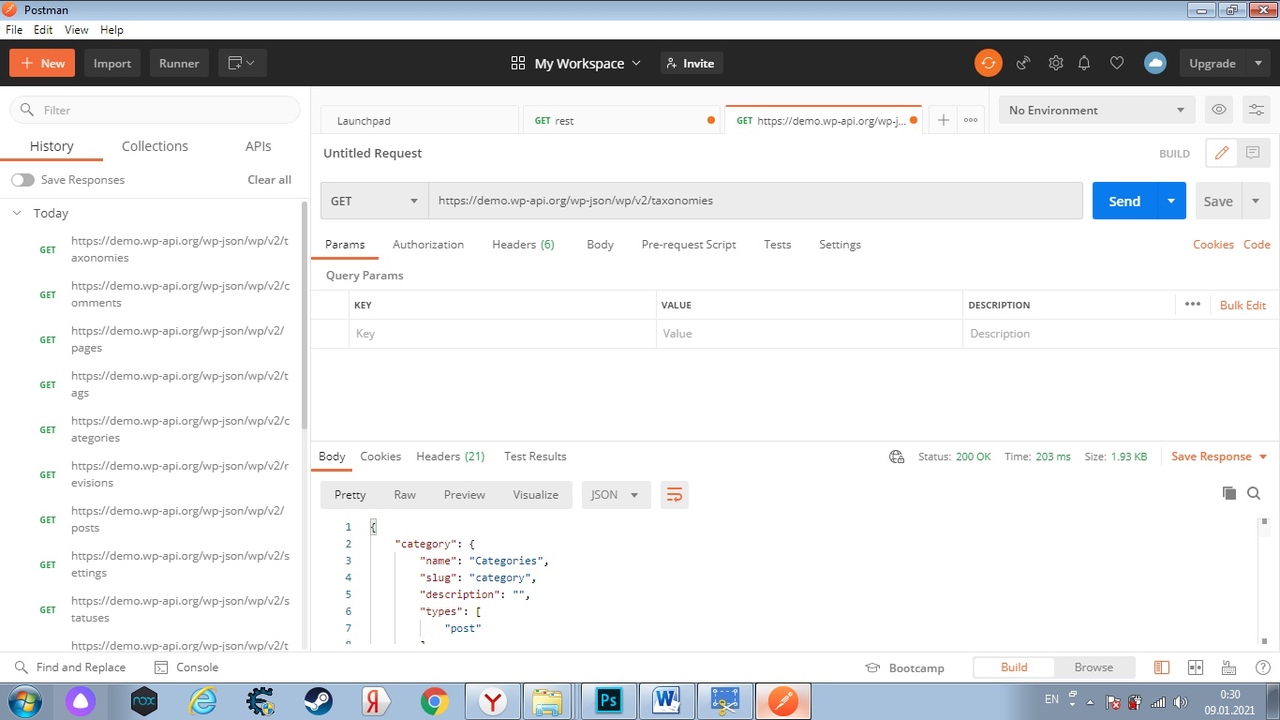 Postman
File Edit View Help
New Import Runner My Workspace Invite Upgrade
Filter
History Collections APIs
Save Responses Clear all
Today
GET https://demo.wp-api.org/wp-json/wp/v2/t
axonomies
GET https://demo.wp-api.org/wp-json/wp/v2/c
omments
GET https://demo.wp-api.org/wp-json/wp/v2/
pages
GET https://demo.wp-api.org/wp-json/wp/v2/t
ags
GET https://demo.wp-api.org/wp-json/wp/v2/c
ategories
GET https://demo.wp-api.org/wp-json/wp/v2/r
evisions
GET https://demo.wp-api.org/wp-json/wp/v2/
posts
GET https://demo.wp-api.org/wp-json/wp/v2/s
ettings
GET https://demo.wp-api.org/wp-json/wp/v2/s
tatuses
https://demo.wp-api.org/wp-json/wp/v2/t
Launchpad GET rest GET https://demo.wp-api.org/wp-j... No Environment
Untitled Request BUILD
GET https://demo.wp-api.org/wp-json/wp/v2/taxonomies Send Save
Params Authorization Headers (6) Body Pre-request Script Tests Settings Cookies Code
Query Params
KEY VALUE DESCRIPTION Bulk Edit
Key Value Description
Body Cookies Headers (21) Test Results Status: 200 OK Time: 203 ms Size: 1.93 KB Save Response
Pretty Raw Preview Visualize JSON
1 {
2 "category": {
3 "name": "Categories",
4 "slug": "category",
5 "description": "",
6 "types": [
7 "post"
Find and Replace Console Bootcamp Build Browse
nox Я Y Ps W EN 0:30
09.01.2021